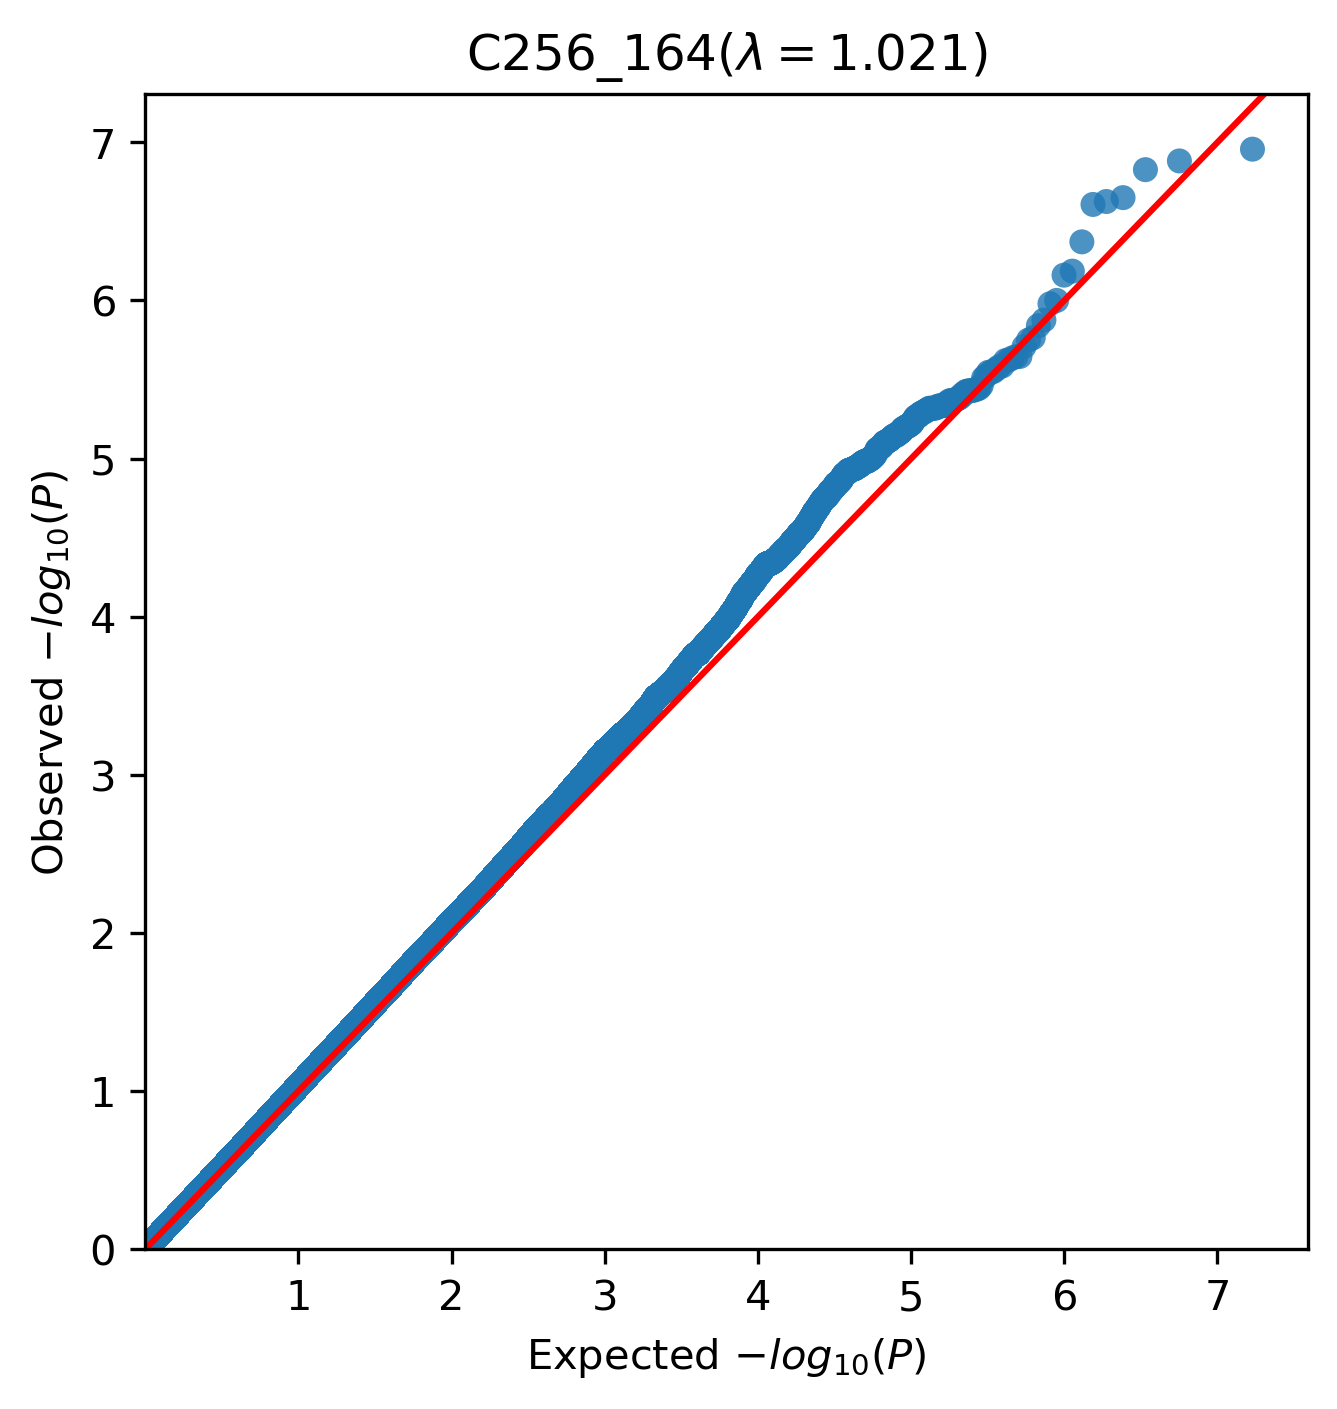 C256_164(λ = 1.021)
Observed −log₁₀(P)
7
6
5
4
3
2
1
0
1 2 3 4 5 6 7
Expected −log₁₀(P)